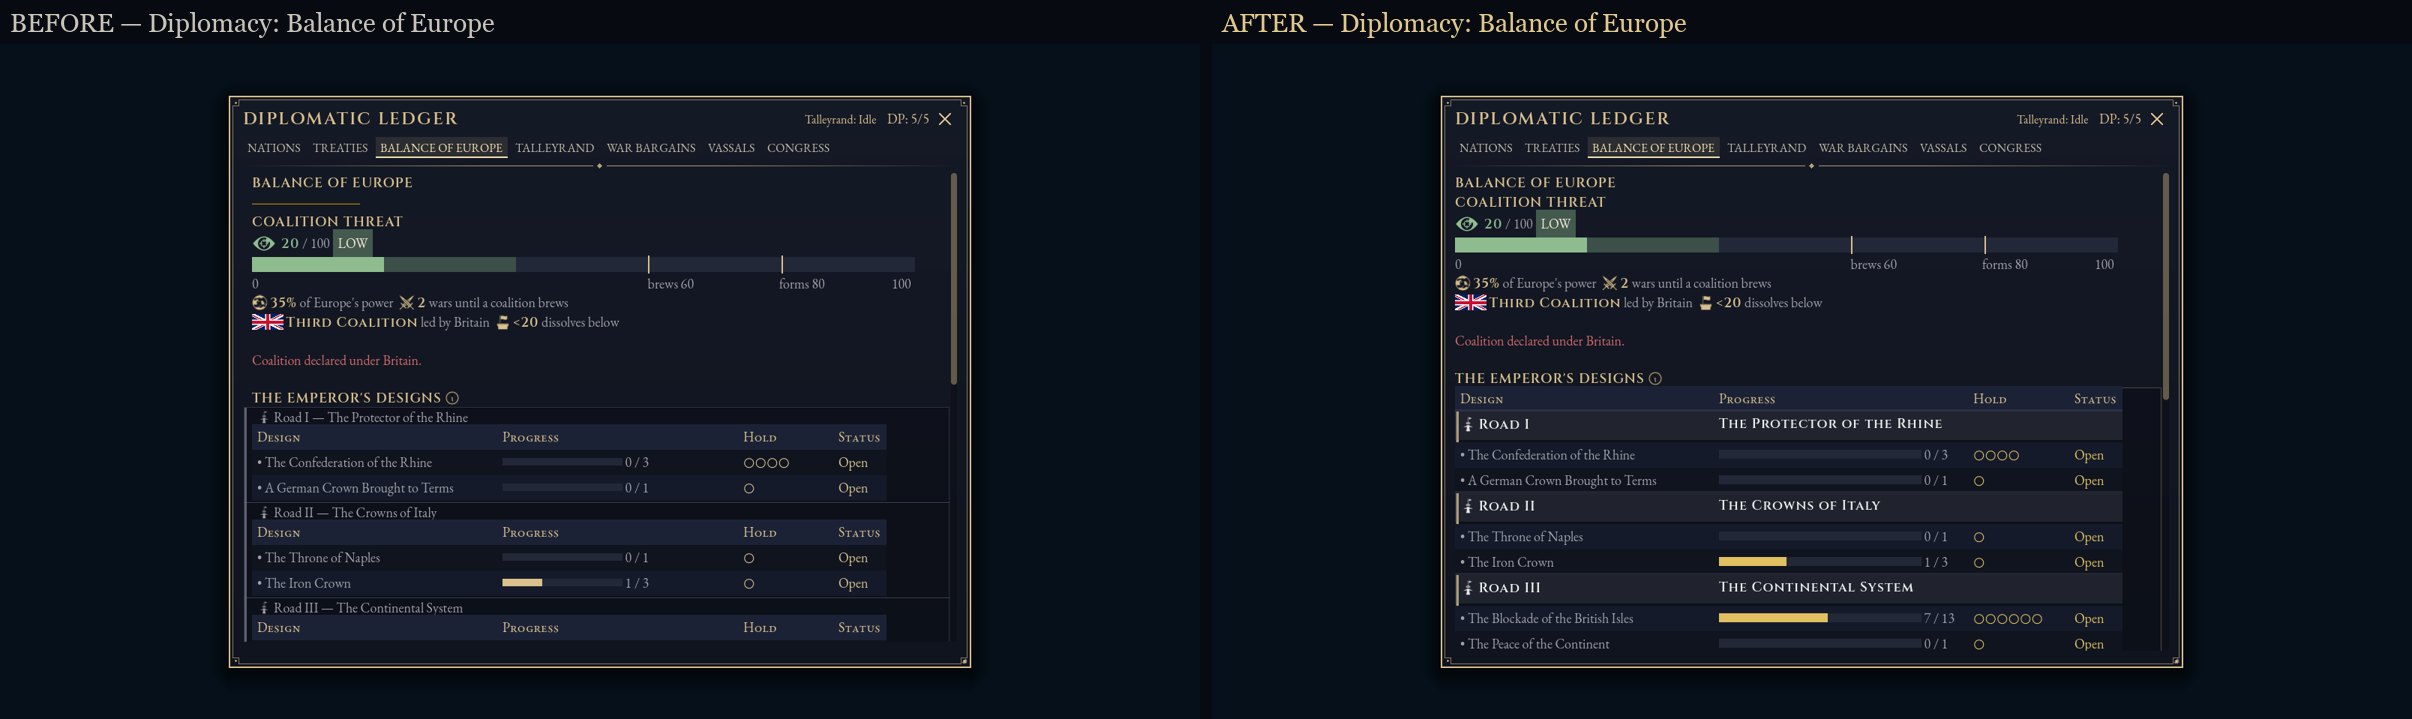 BEFORE — Diplomacy: Balance of Europe
DIPLOMATIC LEDGER
Talleyrand: Idle DP: 5/5
NATIONS TREATIES BALANCE OF EUROPE TALLEYRAND WAR BARGAINS VASSALS CONGRESS
BALANCE OF EUROPE
COALITION THREAT
20 / 100 LOW
0 brews 60 forms 80 100
35% of Europe's power 2 wars until a coalition brews
THIRD COALITION led by Britain <20 dissolves below
Coalition declared under Britain.
THE EMPEROR'S DESIGNS
Road I — The Protector of the Rhine
Design Progress Hold Status
• The Confederation of the Rhine 0 / 3 ○○○○ Open
• A German Crown Brought to Terms 0 / 1 ○ Open
Road II — The Crowns of Italy
Design Progress Hold Status
• The Throne of Naples 0 / 1 ○ Open
• The Iron Crown 1 / 3 ○ Open
Road III — The Continental System
Design Progress Hold Status
AFTER — Diplomacy: Balance of Europe
DIPLOMATIC LEDGER
Talleyrand: Idle DP: 5/5
NATIONS TREATIES BALANCE OF EUROPE TALLEYRAND WAR BARGAINS VASSALS CONGRESS
BALANCE OF EUROPE
COALITION THREAT
20 / 100 LOW
0 brews 60 forms 80 100
35% of Europe's power 2 wars until a coalition brews
THIRD COALITION led by Britain <20 dissolves below
Coalition declared under Britain.
THE EMPEROR'S DESIGNS
Design Progress Hold Status
Road I The Protector of the Rhine
• The Confederation of the Rhine 0 / 3 ○○○○ Open
• A German Crown Brought to Terms 0 / 1 ○ Open
Road II The Crowns of Italy
• The Throne of Naples 0 / 1 ○ Open
• The Iron Crown 1 / 3 ○ Open
Road III The Continental System
• The Blockade of the British Isles 7 / 13 ○○○○○○ Open
• The Peace of the Continent 0 / 1 ○ Open